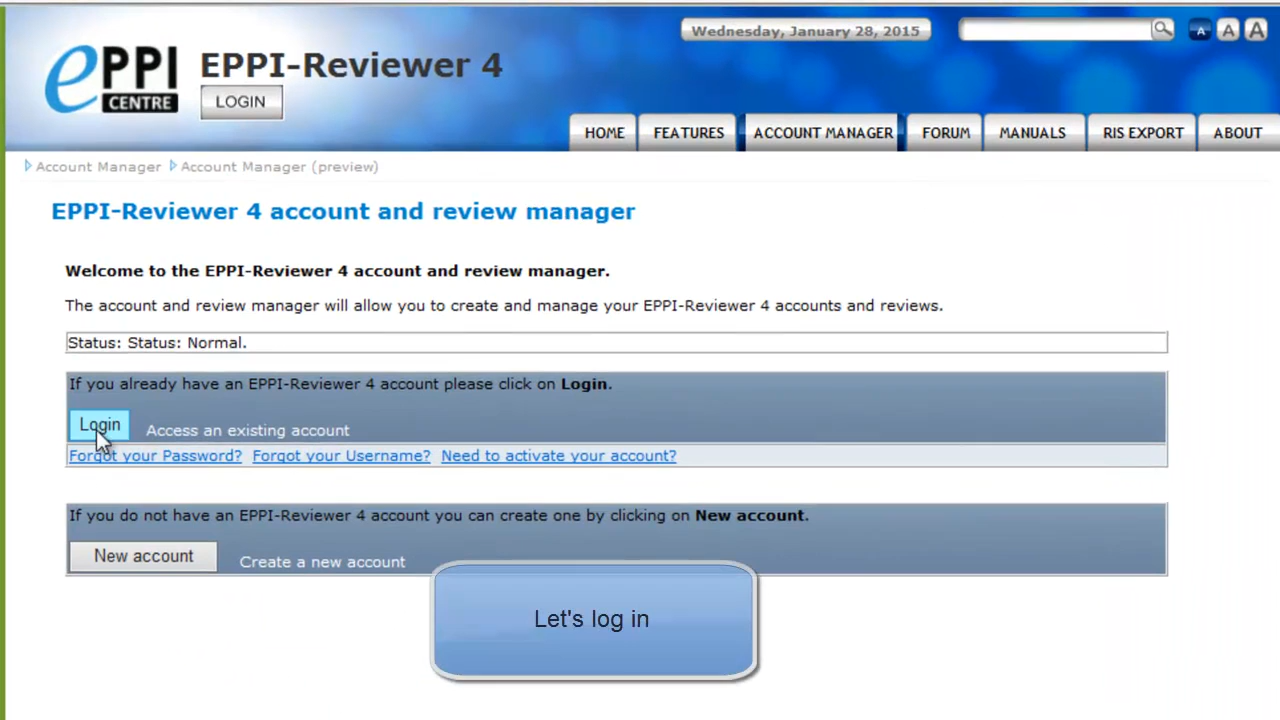 Wednesday, January 28, 2015
A A A
ePPI
CENTRE
EPPI-Reviewer 4
LOGIN
HOME FEATURES ACCOUNT MANAGER FORUM MANUALS RIS EXPORT ABOUT
Account Manager Account Manager (preview)
EPPI-Reviewer 4 account and review manager
Welcome to the EPPI-Reviewer 4 account and review manager.
The account and review manager will allow you to create and manage your EPPI-Reviewer 4 accounts and reviews.
Status: Status: Normal.
If you already have an EPPI-Reviewer 4 account please click on Login.
Login Access an existing account
Forgot your Password? Forgot your Username? Need to activate your account?
If you do not have an EPPI-Reviewer 4 account you can create one by clicking on New account.
New account Create a new account
Let's log in